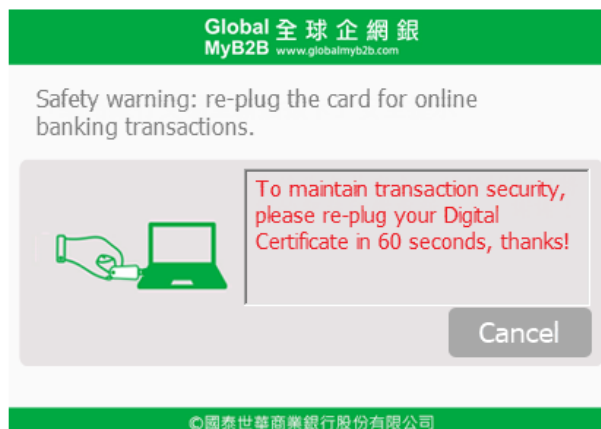 Global 全球企網銀
MyB2B www.globalmyb2b.com
Safety warning: re-plug the card for online
banking transactions.
To maintain transaction security,
please re-plug your Digital
Certificate in 60 seconds, thanks!
Cancel
©國泰世華商業銀行股份有限公司